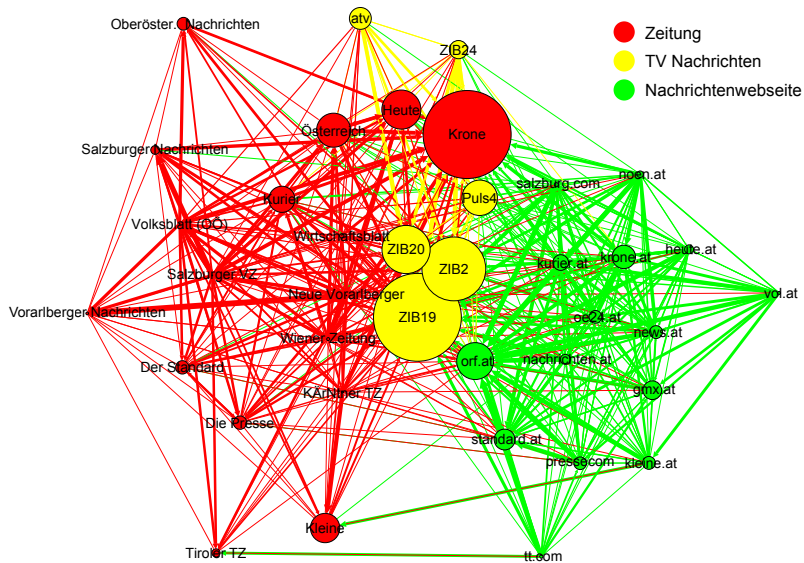 atv
Oberöster. Nachrichten
Zeitung
ZIB24
TV Nachrichten
Nachrichtenwebseite
Heute
Österreich
Krone
Salzburger Nachrichten
noen.at
salzburg.com
Kurier
Puls4
Volksblatt (OÖ)
Wirtschaftsblatt
ZIB20
heute.at
krone.at
kurier.at
Salzburger VZ
ZIB2
Neue Vorarlberger
vol.at
Vorarlberger Nachrichten
ZIB19
oe24.at
news.at
Wiener Zeitung
nachrichten.at
orf.at
Der Standard
gmx.at
KÄrNtner TZ
Die Presse
standard.at
pressecom
kleine.at
Kleine
Tiroler TZ
tt.com